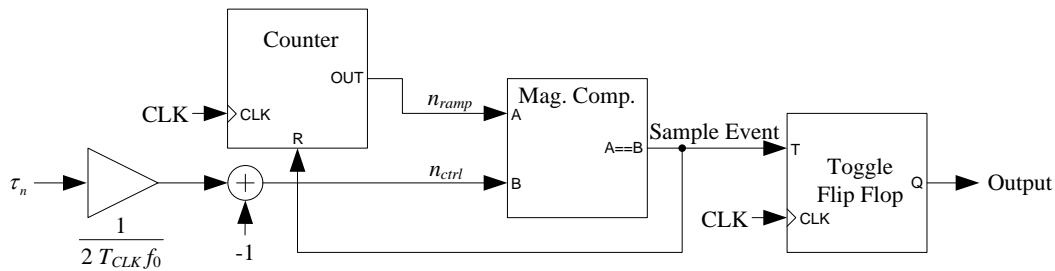 Counter
OUT
CLK
CLK
R
n_ramp
Mag. Comp.
A
A==B
B
Sample Event
T
Toggle
Flip Flop
Q
Output
CLK
CLK
τ_n
n_ctrl
1
2 T_CLK f_0
+
-1